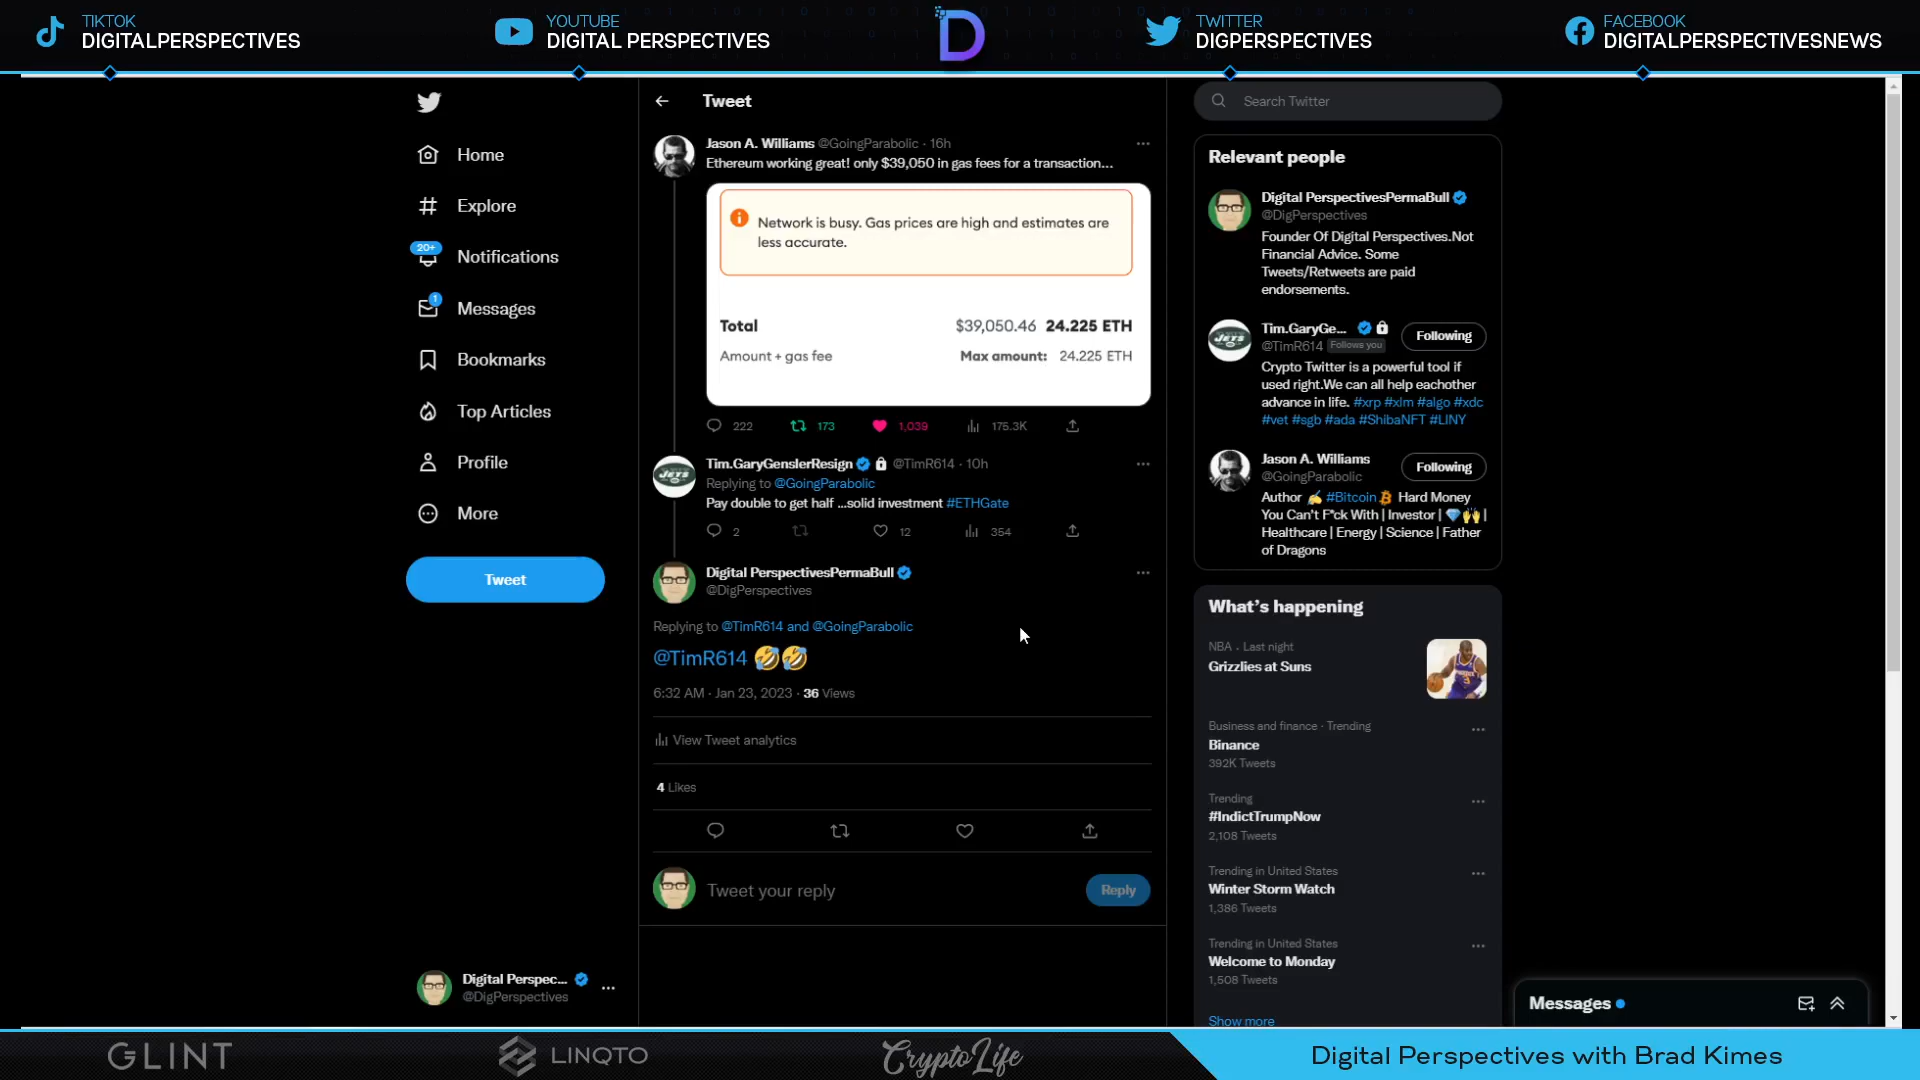 TIKTOK
DIGITALPERSPECTIVES
YOUTUBE
DIGITAL PERSPECTIVES
D
TWITTER
DIGPERSPECTIVES
FACEBOOK
DIGITALPERSPECTIVESNEWS
Home
Explore
20+
Notifications
1
Messages
Bookmarks
Top Articles
Profile
More
Tweet
Digital Perspec...
@DigPerspectives
Tweet
Jason A. Williams @GoingParabolic · 16h
Ethereum working great! only $39,050 in gas fees for a transaction...
Network is busy. Gas prices are high and estimates are
less accurate.
Total $39,050.46 24.225 ETH
Amount + gas fee Max amount: 24.225 ETH
222 173 1,039 175.3K
JETS
Tim.GaryGenslerResign @TimR614 · 10h
Replying to @GoingParabolic
Pay double to get half ...solid investment #ETHGate
2 12 354
Digital PerspectivesPermaBull
@DigPerspectives
Replying to @TimR614 and @GoingParabolic
@TimR614 🤣🤣
6:32 AM · Jan 23, 2023 · 36 Views
View Tweet analytics
4 Likes
Tweet your reply
Reply
Search Twitter
Relevant people
Digital PerspectivesPermaBull
@DigPerspectives
Founder Of Digital Perspectives.Not
Financial Advice. Some
Tweets/Retweets are paid
endorsements.
JETS
Tim.GaryGe...
@TimR614 Follows you
Following
Crypto Twitter is a powerful tool if
used right.We can all help eachother
advance in life. #xrp #xlm #algo #xdc
#vet #sgb #ada #ShibaNFT #LINY
Jason A. Williams
@GoingParabolic
Following
Author ✍️ #Bitcoin Hard Money
You Can't F*ck With | Investor | 💎🙌 |
Healthcare | Energy | Science | Father
of Dragons
What's happening
NBA · Last night
Grizzlies at Suns
Business and finance · Trending
Binance
392K Tweets
Trending
#IndictTrumpNow
2,108 Tweets
Trending in United States
Winter Storm Watch
1,386 Tweets
Trending in United States
Welcome to Monday
1,508 Tweets
Show more
Messages
GLINT
LINQTO
CryptoLife
Digital Perspectives with Brad Kimes